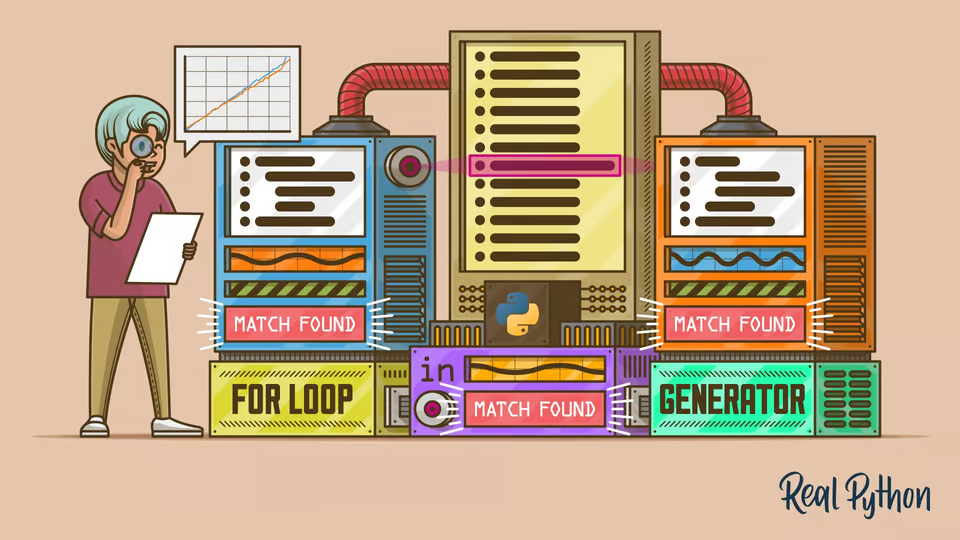 MATCH FOUND
FOR LOOP
in
MATCH FOUND
MATCH FOUND
GENERATOR
Real Python